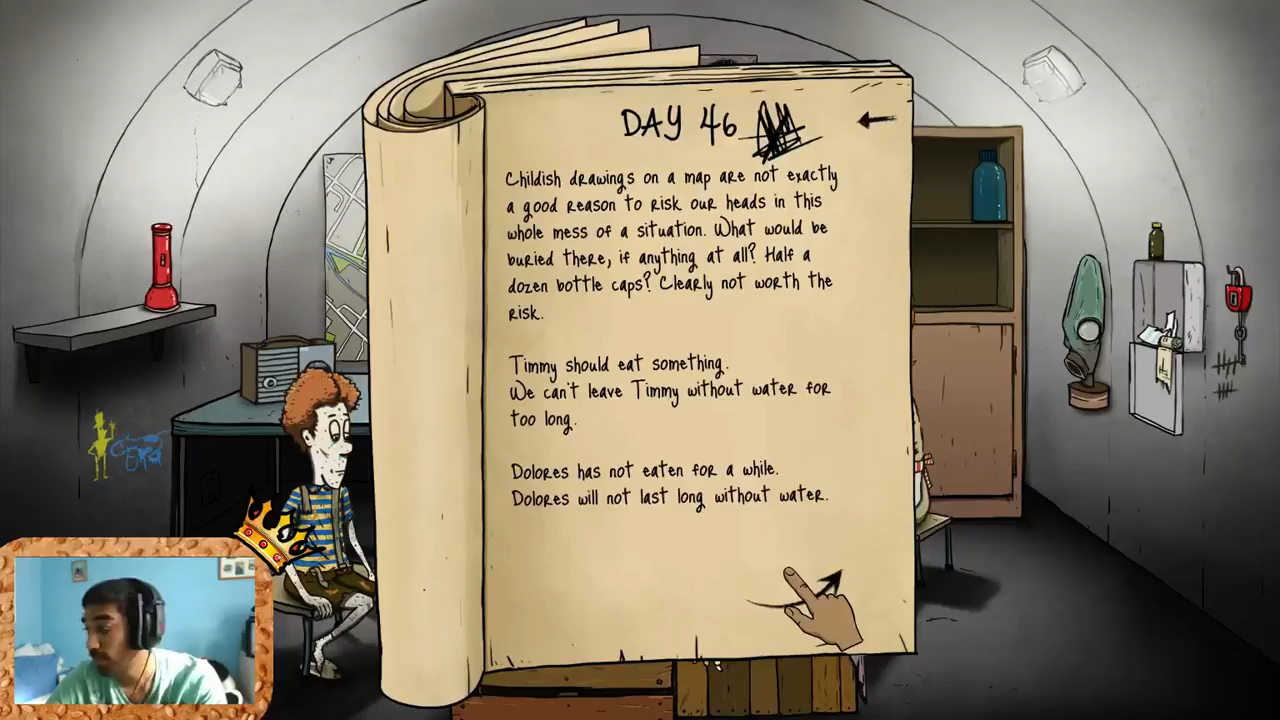 DAY 46
Childish drawings on a map are not exactly
a good reason to risk our heads in this
whole mess of a situation. What would be
buried there, if anything at all? Half a
dozen bottle caps? Clearly not worth the
risk.
Timmy should eat something.
We can't leave Timmy without water for
too long.
Dolores has not eaten for a while.
Dolores will not last long without water.